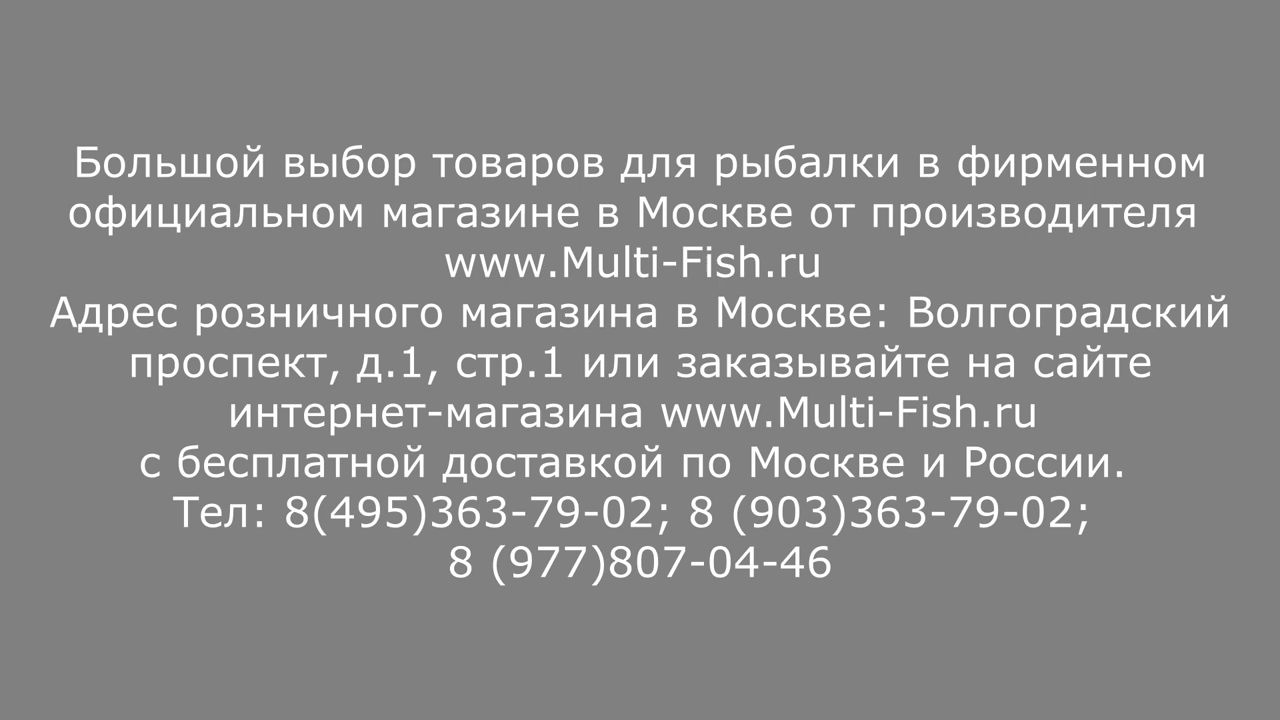 Большой выбор товаров для рыбалки в фирменном
официальном магазине в Москве от производителя
www.Multi-Fish.ru
Адрес розничного магазина в Москве: Волгоградский
проспект, д.1, стр.1 или заказывайте на сайте
интернет-магазина www.Multi-Fish.ru
с бесплатной доставкой по Москве и России.
Тел: 8(495)363-79-02; 8 (903)363-79-02;
8 (977)807-04-46